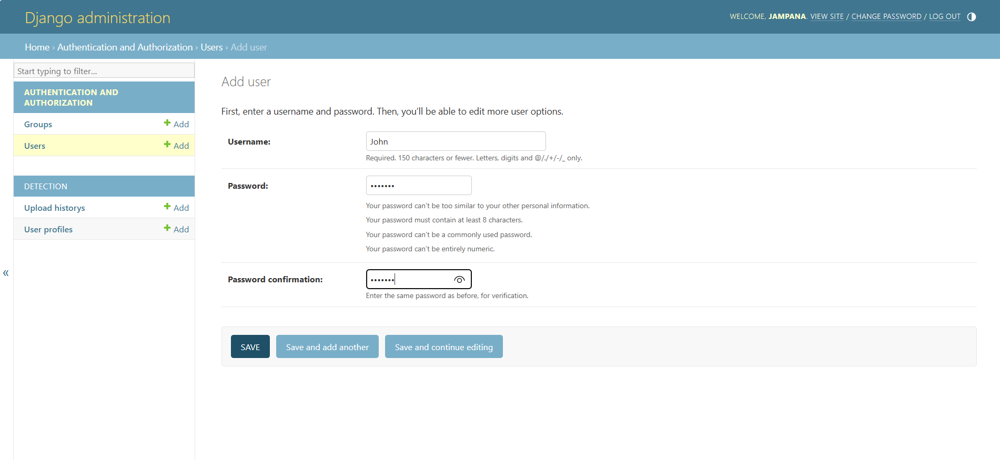 Django administration
WELCOME, JAMPANA. VIEW SITE / CHANGE PASSWORD / LOG OUT
Home › Authentication and Authorization › Users › Add user
Start typing to filter...
AUTHENTICATION AND
AUTHORIZATION
Groups + Add
Users + Add
DETECTION
Upload historys + Add
User profiles + Add
«
Add user
First, enter a username and password. Then, you’ll be able to edit more user options.
Username: John
Required. 150 characters or fewer. Letters, digits and @/./+/-/_ only.
Password: •••••••
Your password can’t be too similar to your other personal information.
Your password must contain at least 8 characters.
Your password can’t be a commonly used password.
Your password can’t be entirely numeric.
Password confirmation: •••••••
Enter the same password as before, for verification.
SAVE Save and add another Save and continue editing